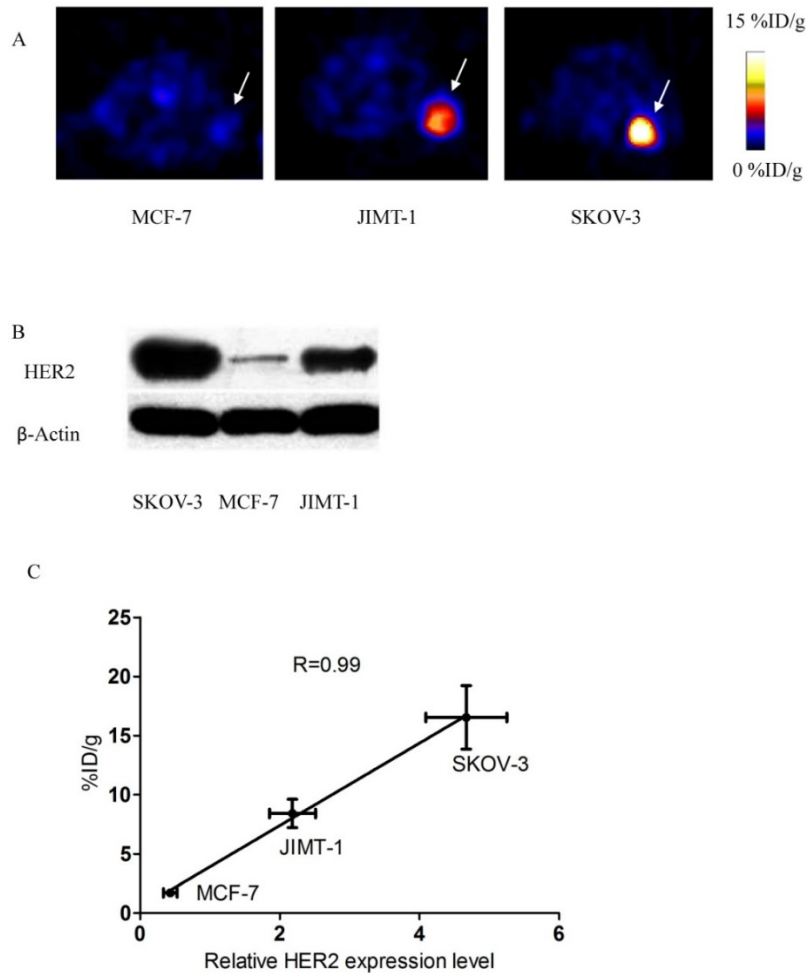 A
15 %ID/g
0 %ID/g
MCF-7 JIMT-1 SKOV-3
B
HER2
β-Actin
SKOV-3 MCF-7 JIMT-1
C
25
20
15
10
5
0
%ID/g
R=0.99
SKOV-3
JIMT-1
MCF-7
0 2 4 6
Relative HER2 expression level